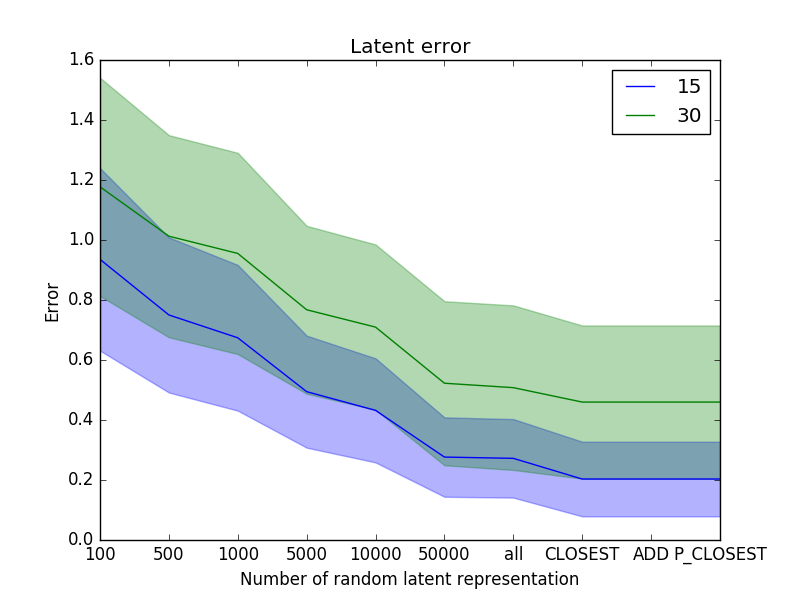 Latent error
1.6
1.4
1.2
1.0
0.8
0.6
0.4
0.2
0.0
Error
15
30
100 500 1000 5000 10000 50000 all CLOSEST ADD P_CLOSEST
Number of random latent representation